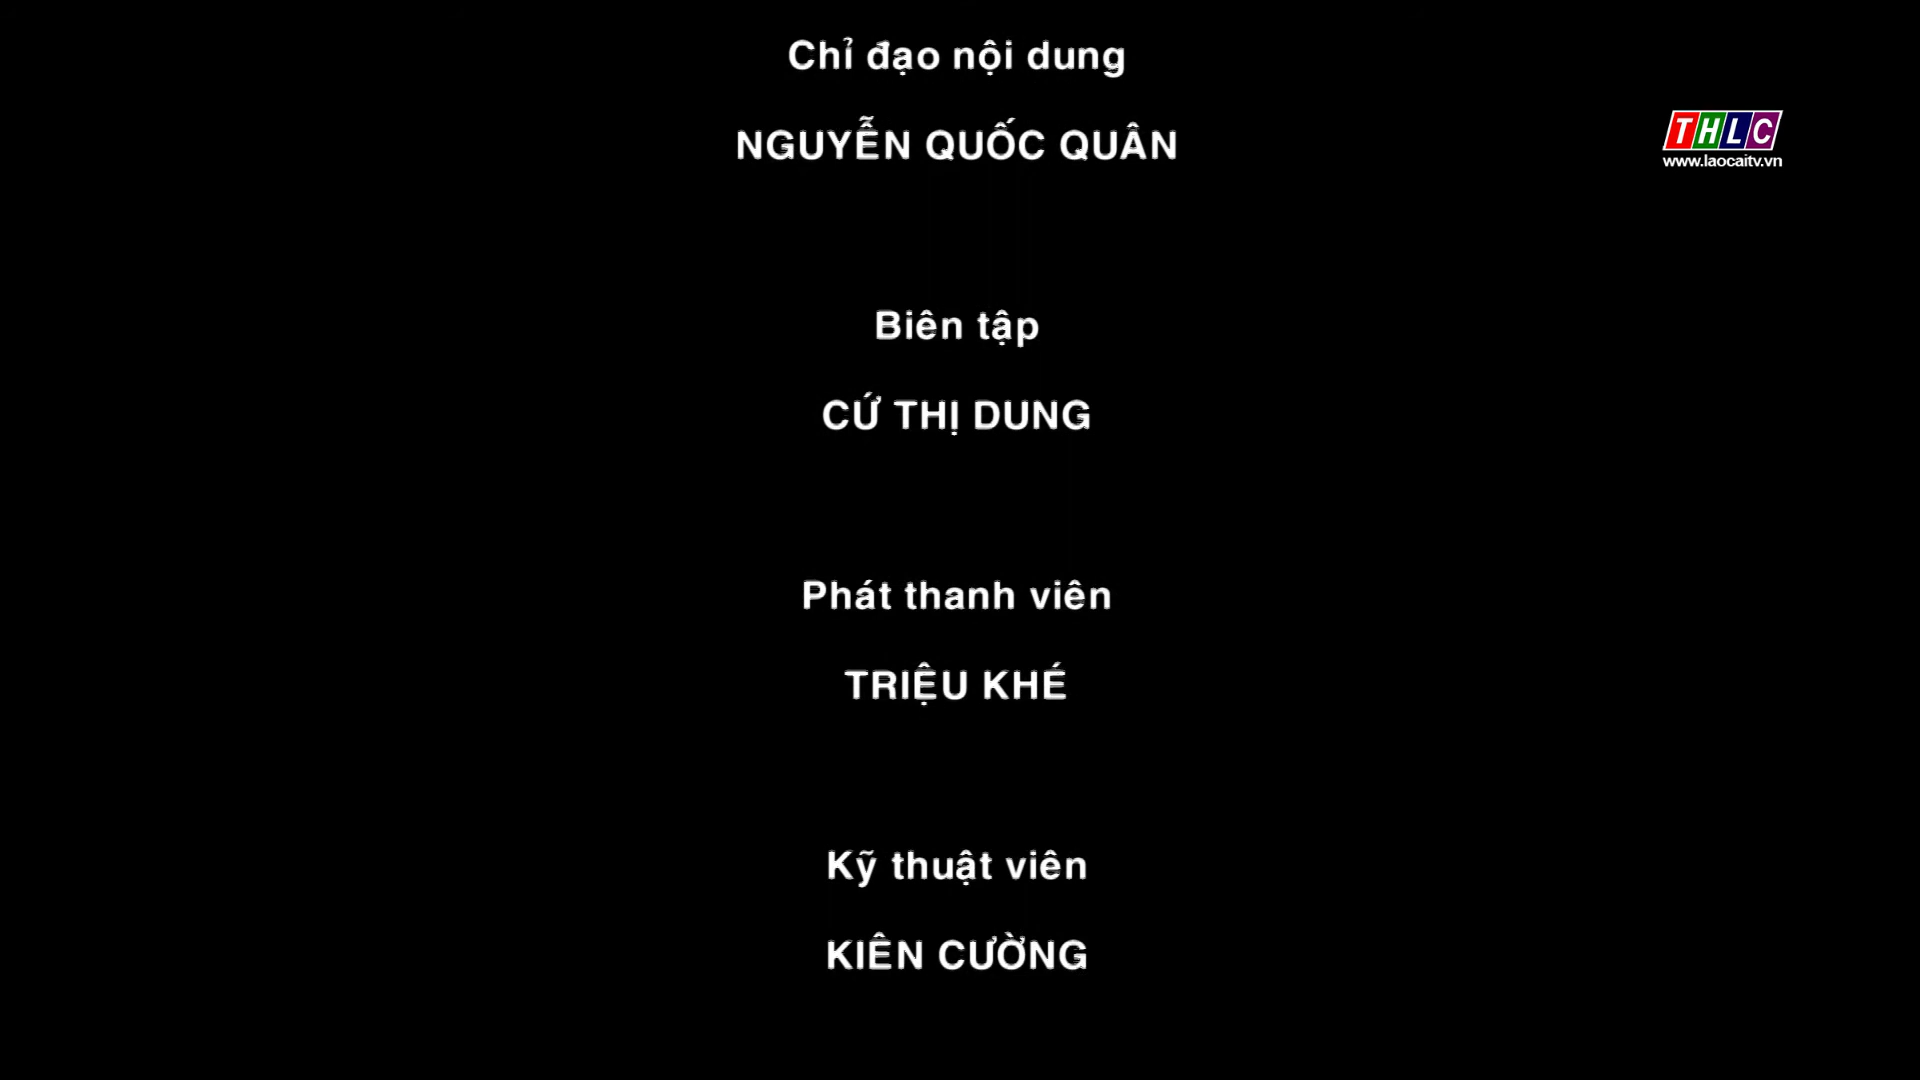 Chỉ đạo nội dung
NGUYỄN QUỐC QUÂN
THLC
www.laocaitv.vn
Biên tập
CỨ THỊ DUNG
Phát thanh viên
TRIỆU KHÉ
Kỹ thuật viên
KIÊN CƯỜNG